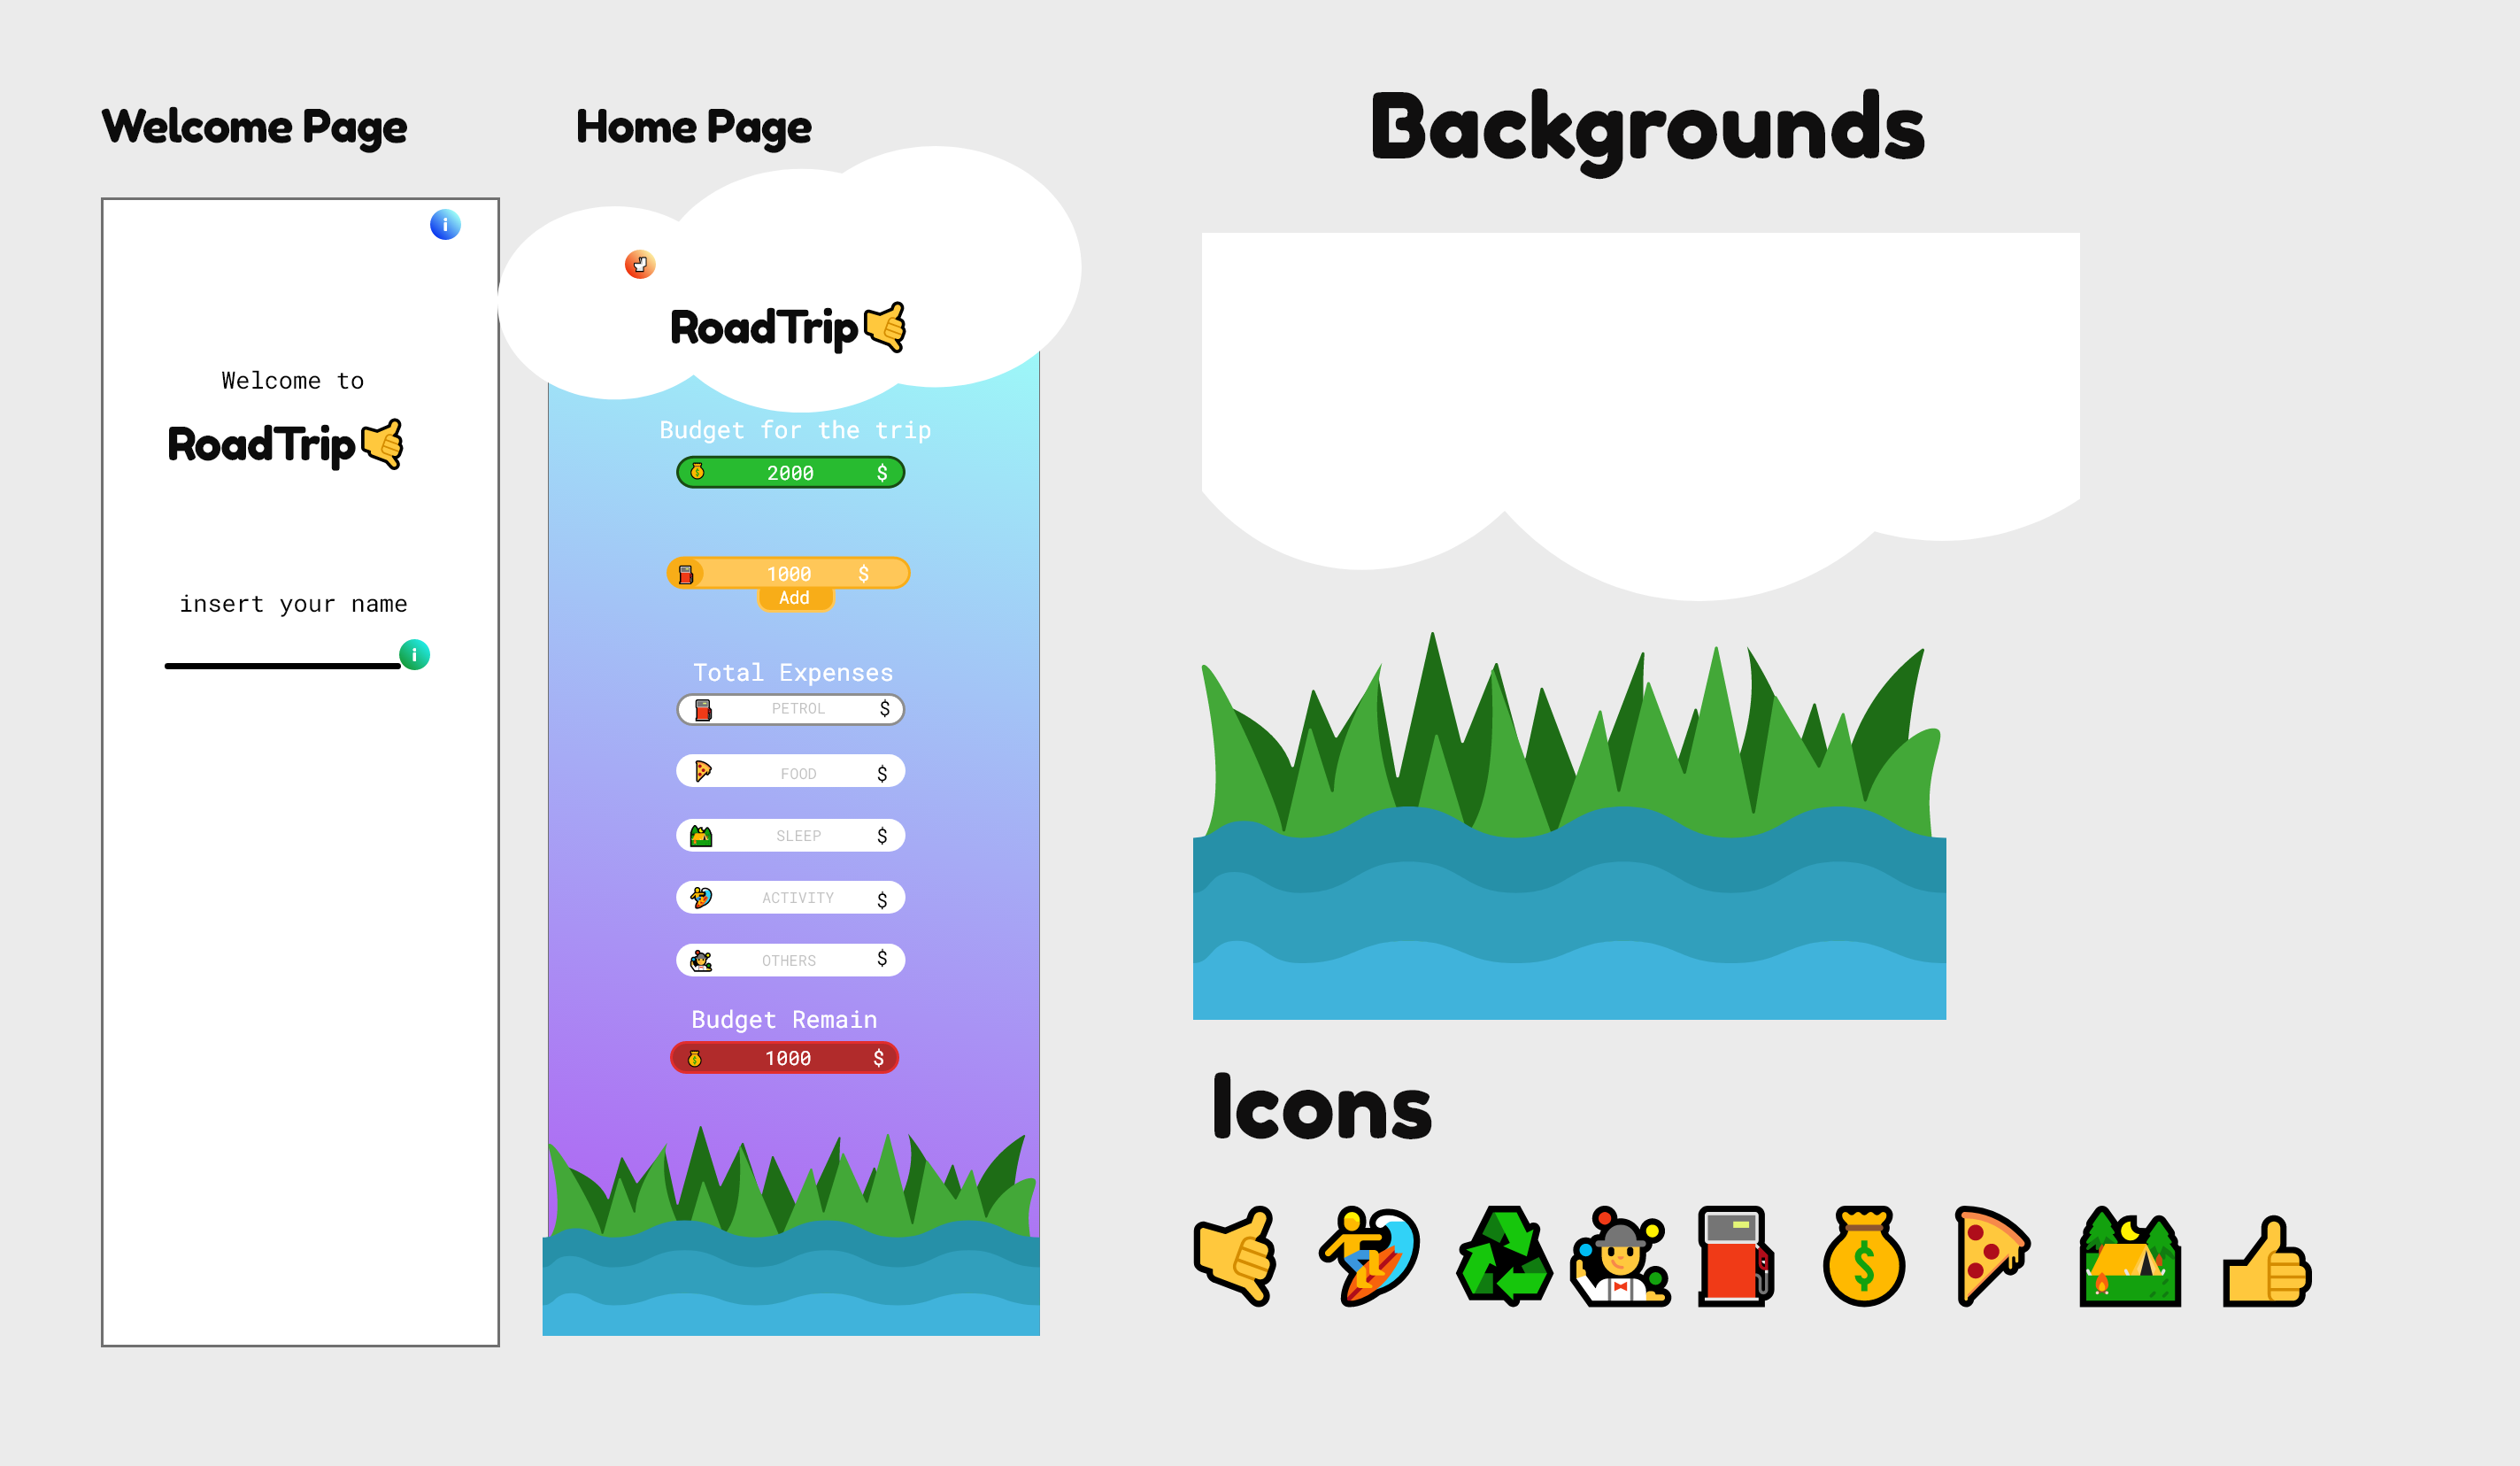 Welcome Page
i
Welcome to
RoadTrip
insert your name
i
Home Page
RoadTrip
Budget for the trip
$ 2000 $
1000 $
Add
Total Expenses
PETROL $
FOOD $
SLEEP $
ACTIVITY $
OTHERS $
Budget Remain
$ 1000 $
Backgrounds
Icons
$